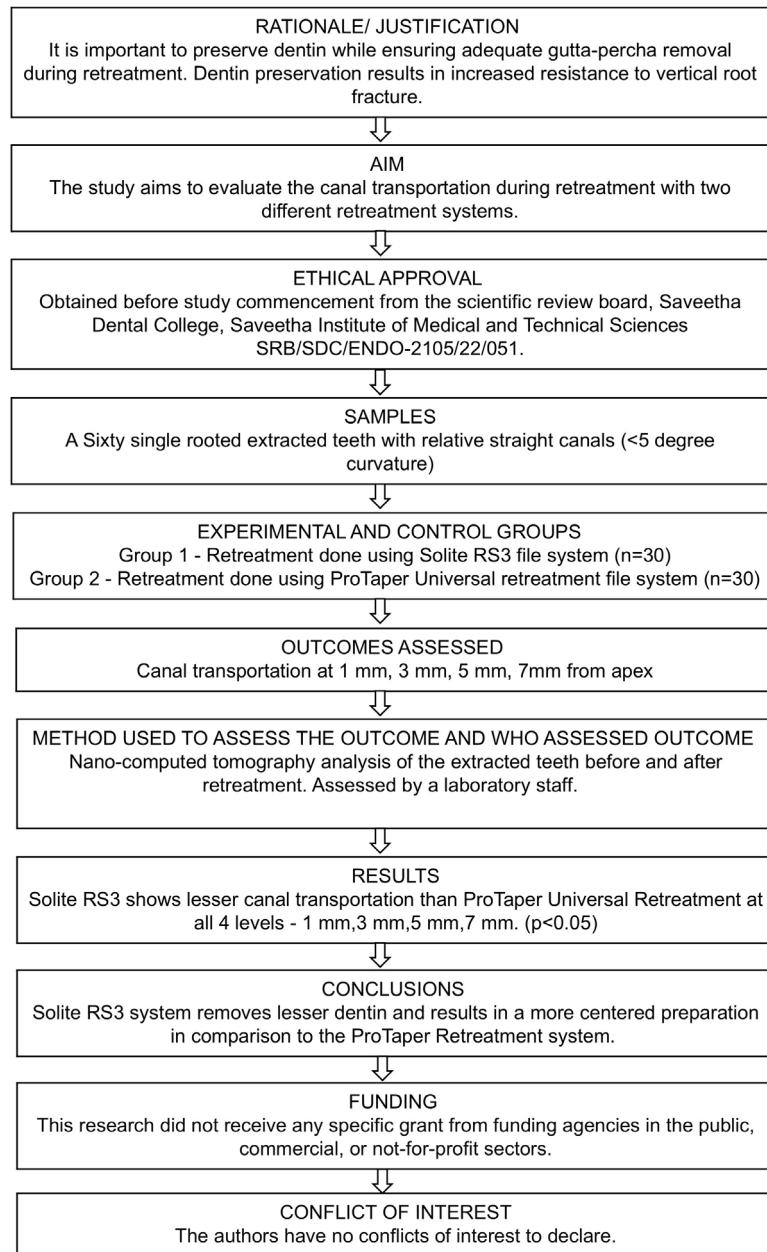 RATIONALE/ JUSTIFICATION
It is important to preserve dentin while ensuring adequate gutta-percha removal
during retreatment. Dentin preservation results in increased resistance to vertical root
fracture.
AIM
The study aims to evaluate the canal transportation during retreatment with two
different retreatment systems.
ETHICAL APPROVAL
Obtained before study commencement from the scientific review board, Saveetha
Dental College, Saveetha Institute of Medical and Technical Sciences
SRB/SDC/ENDO-2105/22/051.
SAMPLES
A Sixty single rooted extracted teeth with relative straight canals (<5 degree
curvature)
EXPERIMENTAL AND CONTROL GROUPS
Group 1 - Retreatment done using Solite RS3 file system (n=30)
Group 2 - Retreatment done using ProTaper Universal retreatment file system (n=30)
OUTCOMES ASSESSED
Canal transportation at 1 mm, 3 mm, 5 mm, 7mm from apex
METHOD USED TO ASSESS THE OUTCOME AND WHO ASSESSED OUTCOME
Nano-computed tomography analysis of the extracted teeth before and after
retreatment. Assessed by a laboratory staff.
RESULTS
Solite RS3 shows lesser canal transportation than ProTaper Universal Retreatment at
all 4 levels - 1 mm,3 mm,5 mm,7 mm. (p<0.05)
CONCLUSIONS
Solite RS3 system removes lesser dentin and results in a more centered preparation
in comparison to the ProTaper Retreatment system.
FUNDING
This research did not receive any specific grant from funding agencies in the public,
commercial, or not-for-profit sectors.
CONFLICT OF INTEREST
The authors have no conflicts of interest to declare.